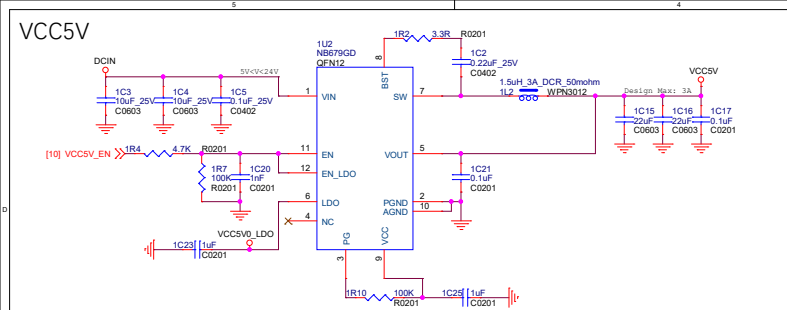 5
4
VCC5V
DCIN
5V<V<24V
1C3
10uF_25V
C0603
1C4
10uF_25V
C0603
1C5
0.1uF_25V
C0402
1U2
NB679GD
QFN12
1R2
3.3R
R0201
1C2
0.22uF_25V
C0402
8
BST
1
VIN
SW
7
1.5uH_3A_DCR_50mohm
1L2
WPN3012
Design Max: 3A
VCC5V
1C15
22uF
C0603
1C16
22uF
C0603
1C17
0.1uF
C0201
[10] VCC5V_EN
1R4
4.7K
R0201
11
EN
12
EN_LDO
VOUT
5
1R7
100K
R0201
1C20
1nF
C0201
1C21
0.1uF
C0201
6
LDO
4
NC
PGND
2
AGND
10
VCC5V0_LDO
1C23
1uF
C0201
PG
VCC
3
9
1R10
100K
R0201
1C25
1uF
C0201
D